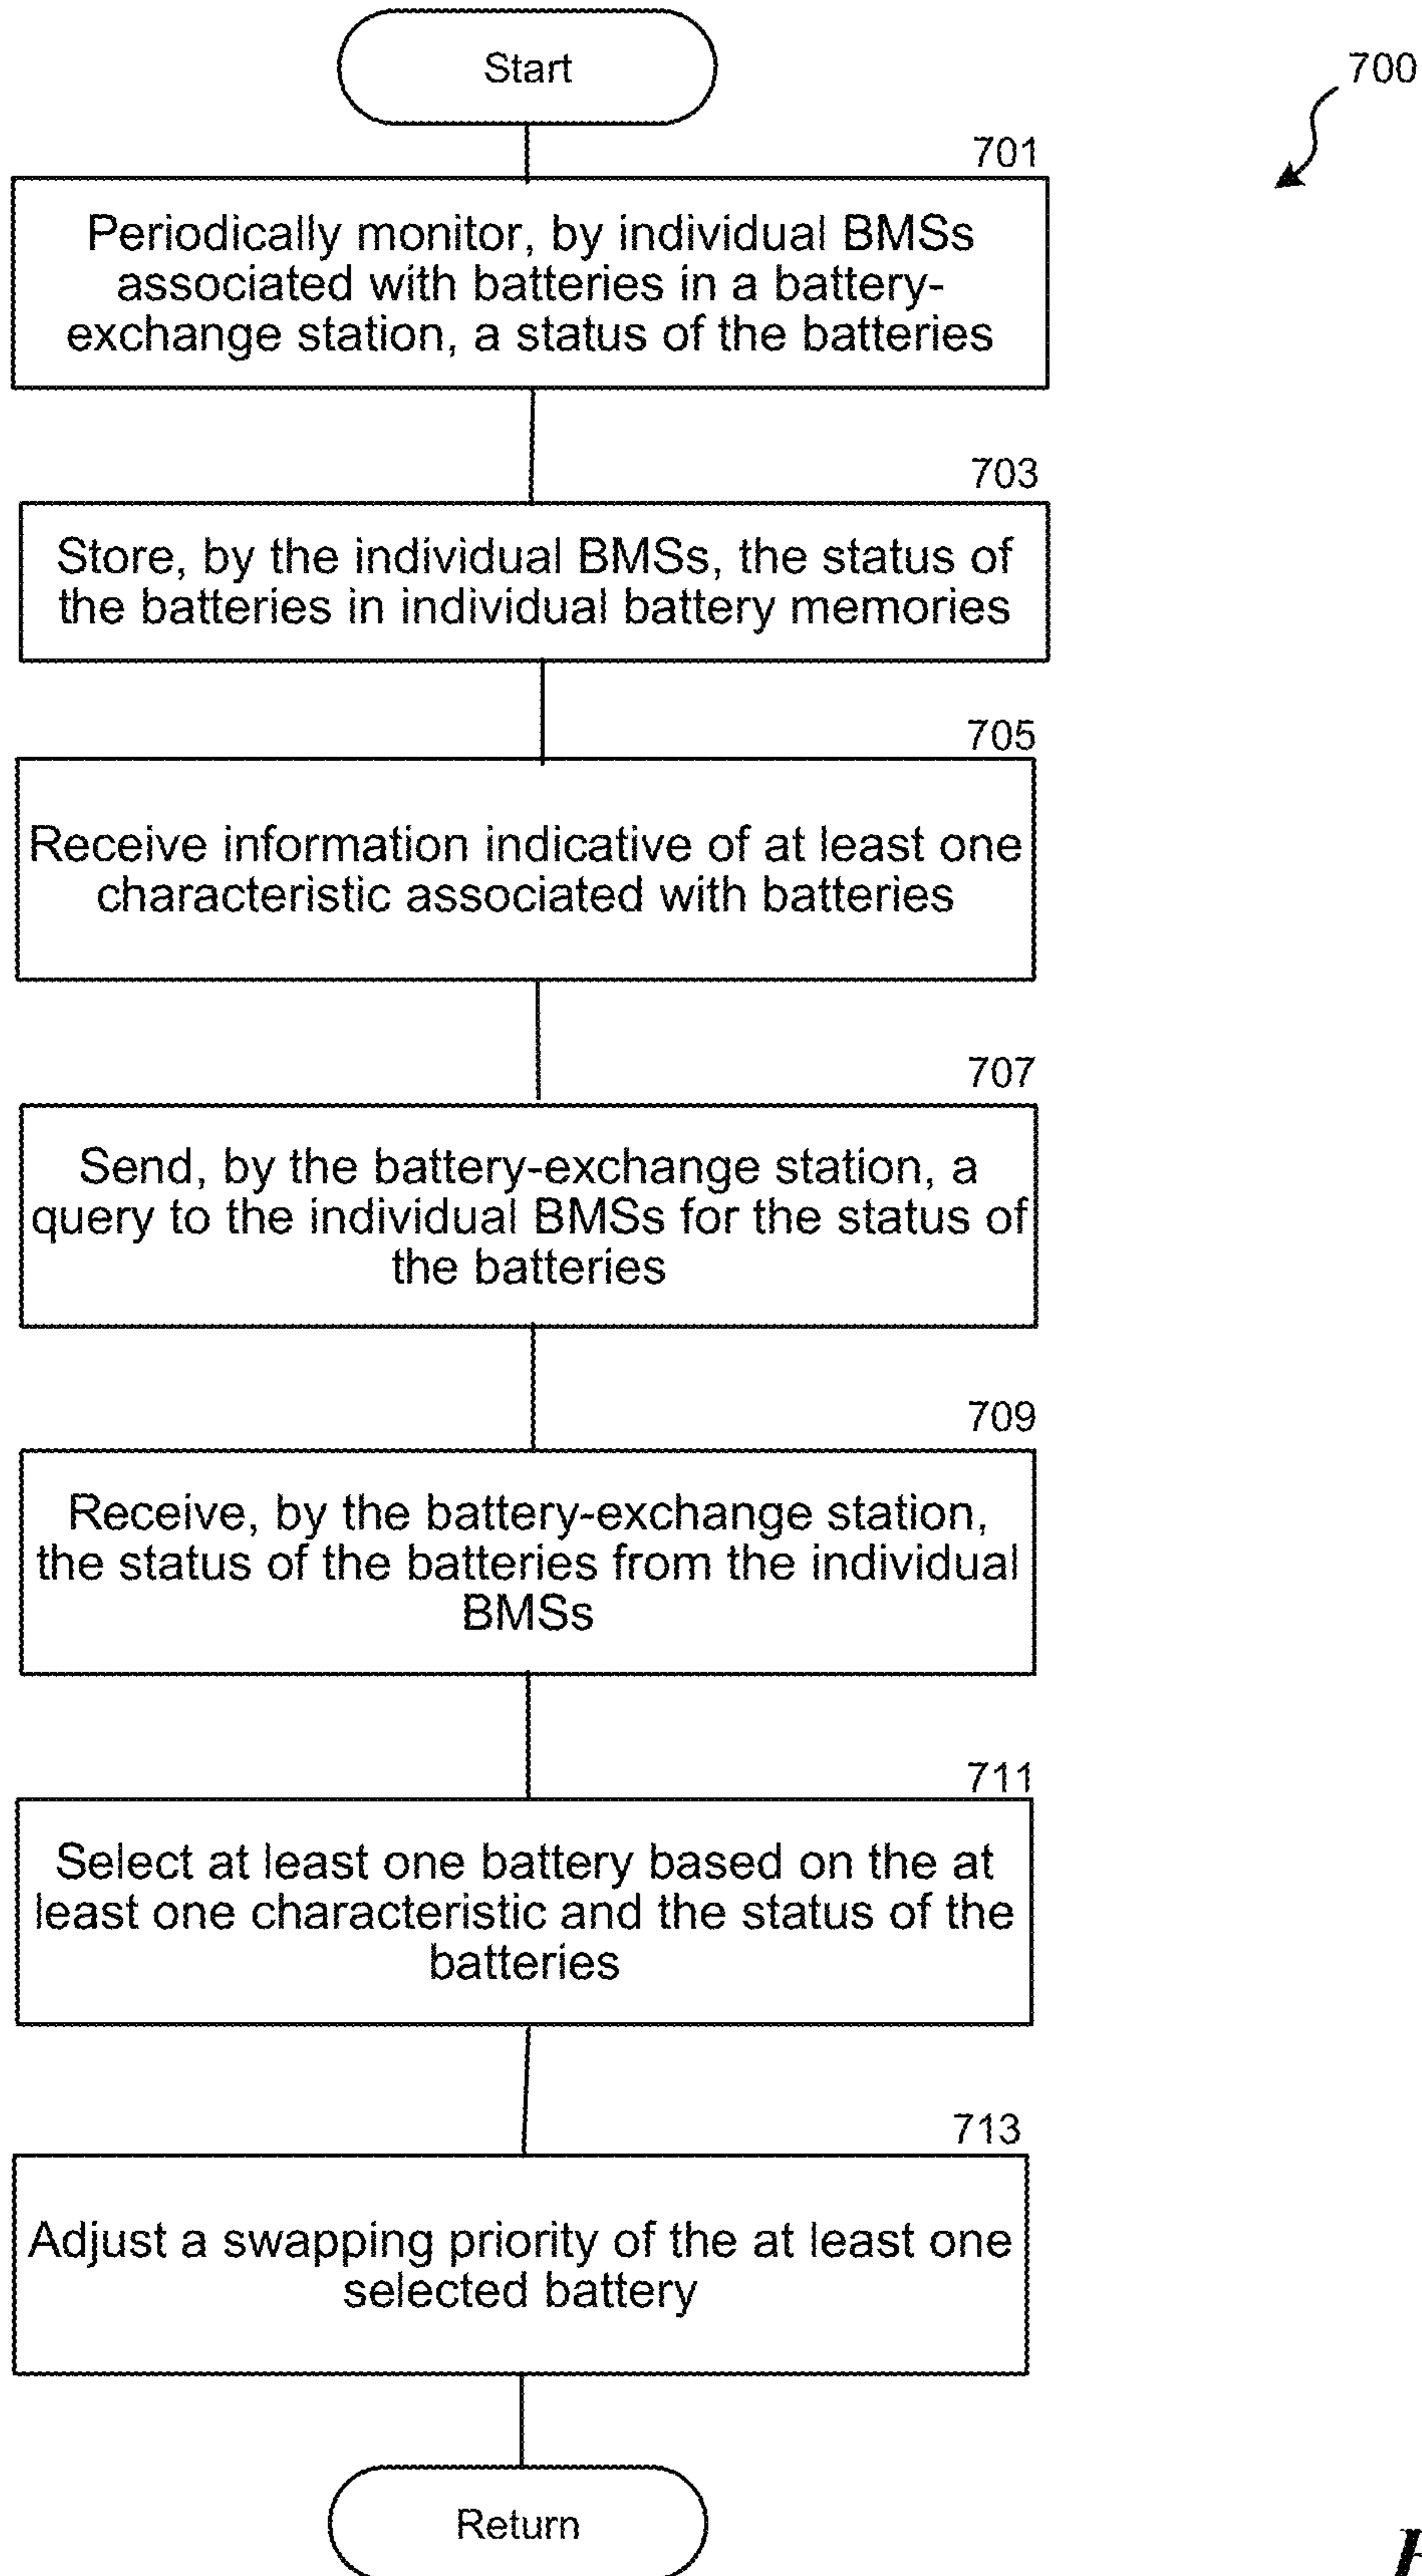 Start
700
701
Periodically monitor, by individual BMSs
associated with batteries in a battery-
exchange station, a status of the batteries
703
Store, by the individual BMSs, the status of
the batteries in individual battery memories
705
Receive information indicative of at least one
characteristic associated with batteries
707
Send, by the battery-exchange station, a
query to the individual BMSs for the status of
the batteries
709
Receive, by the battery-exchange station,
the status of the batteries from the individual
BMSs
711
Select at least one battery based on the at
least one characteristic and the status of the
batteries
713
Adjust a swapping priority of the at least one
selected battery
Return